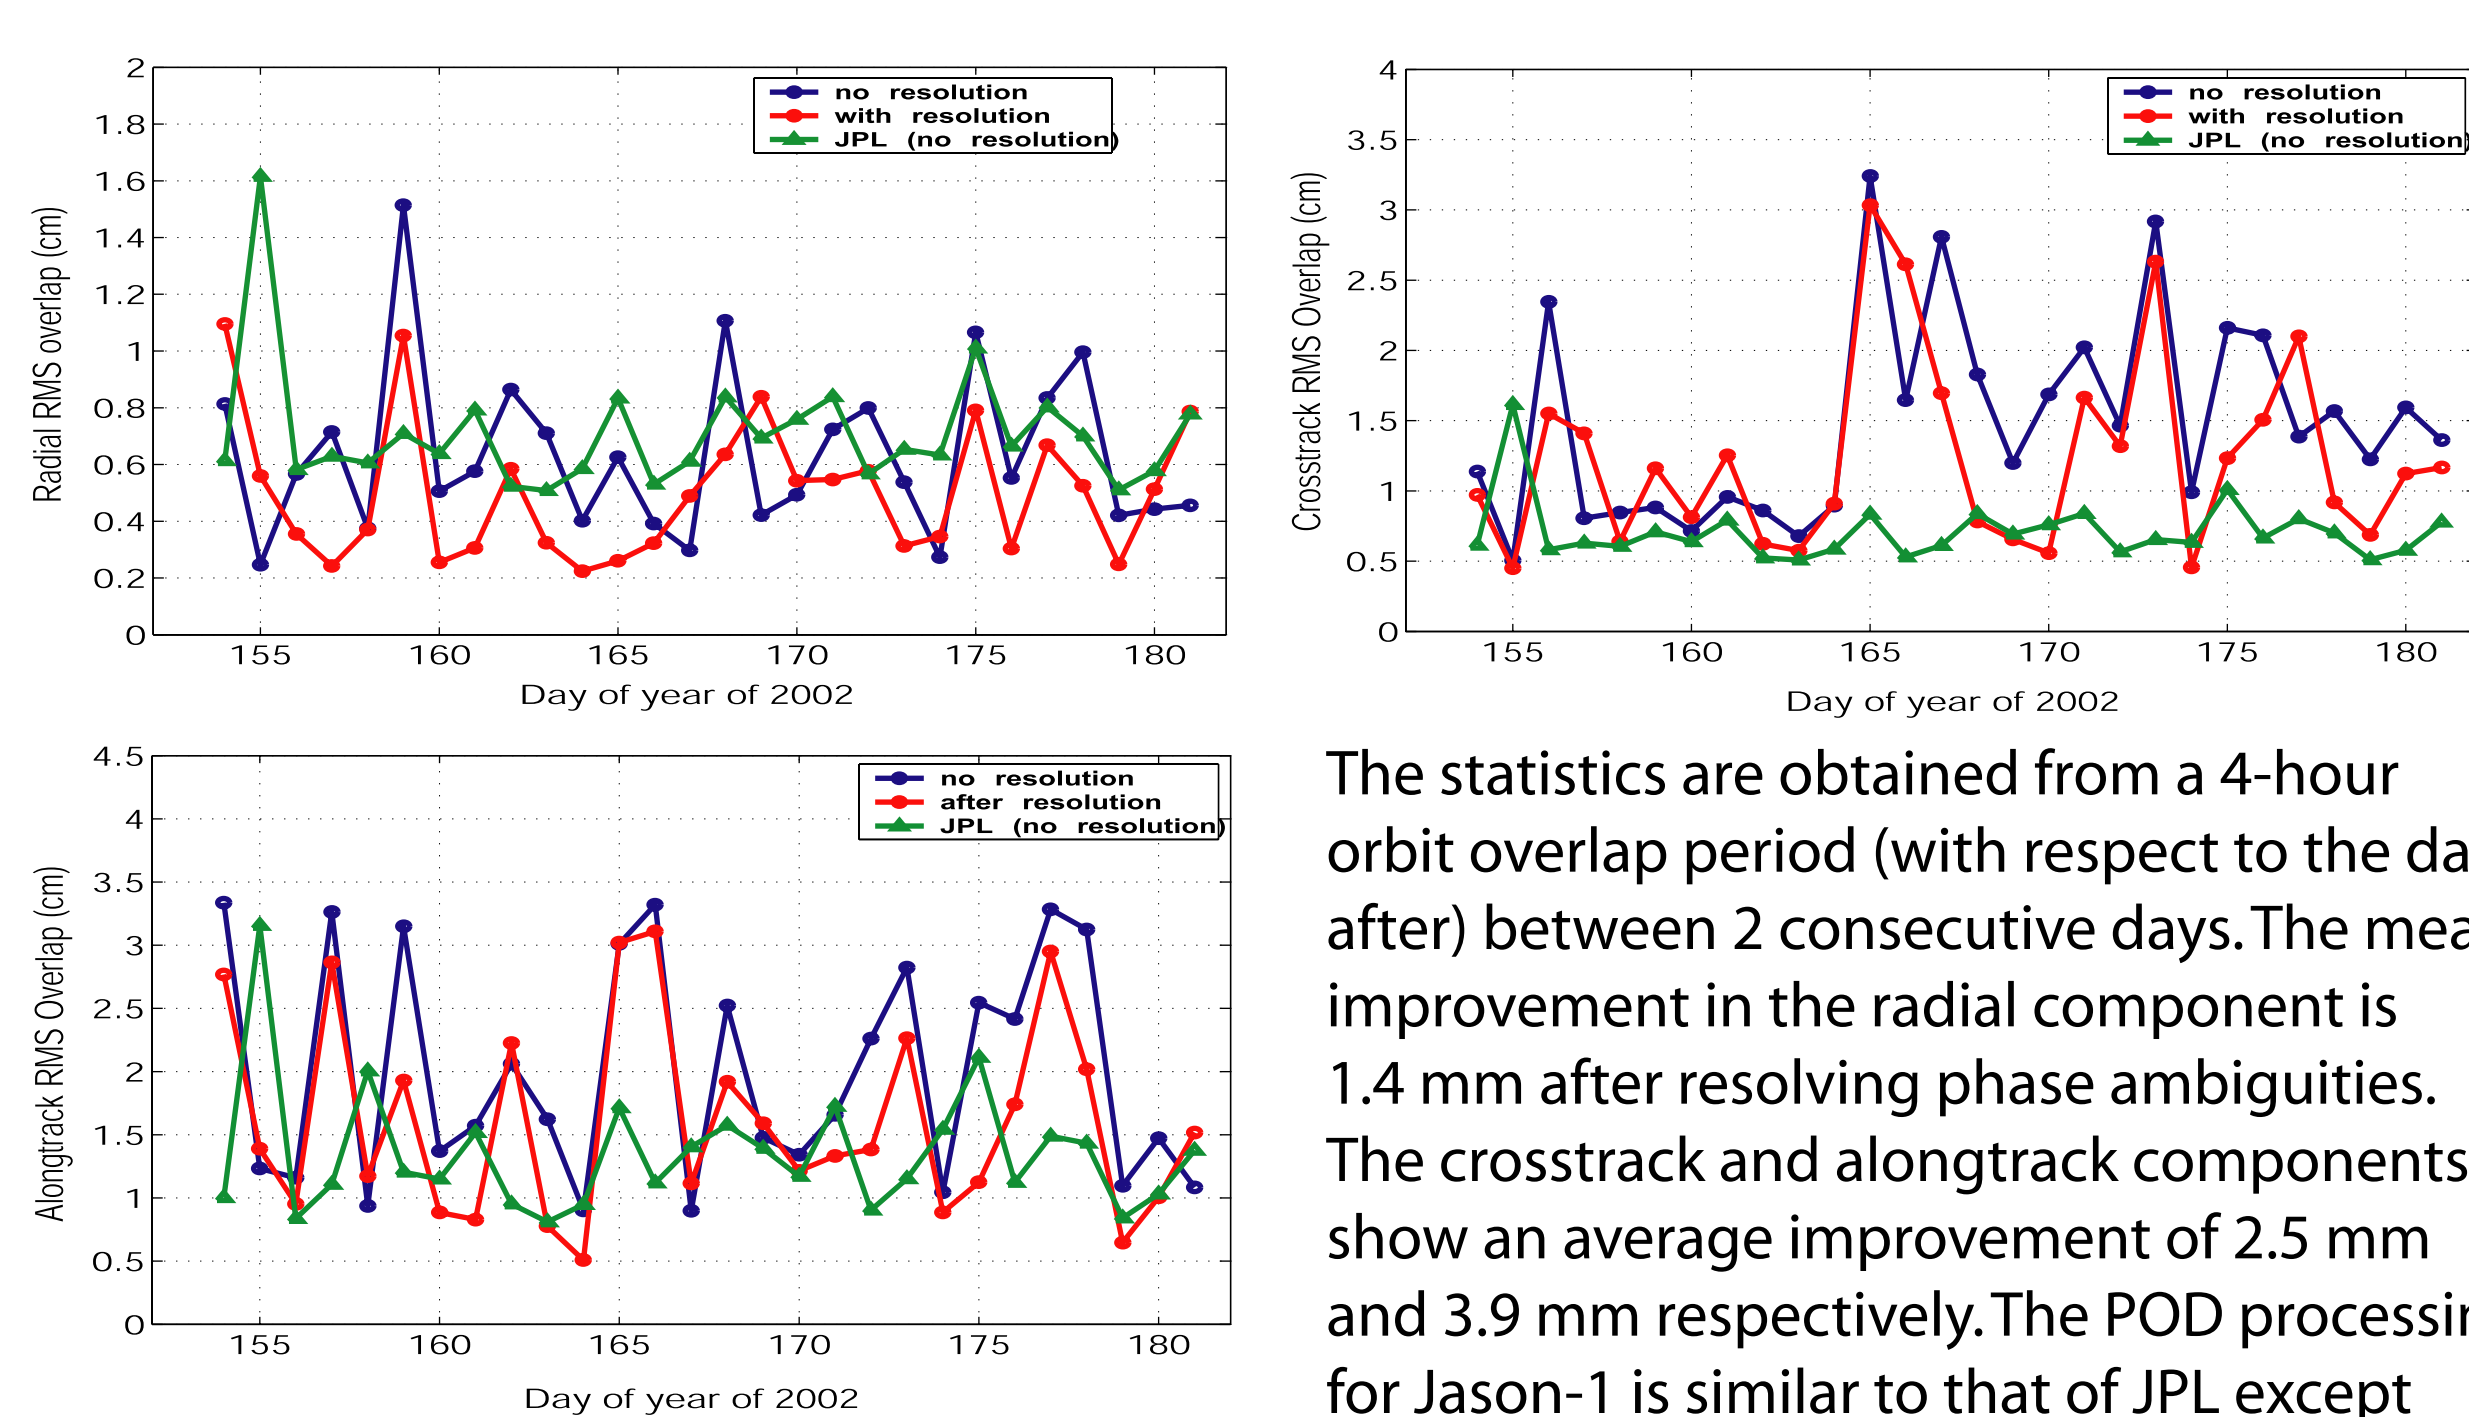 2
1.8
1.6
1.4
1.2
1
0.8
0.6
0.4
0.2
0
Radial RMS overlap (cm)
no resolution
with resolution
JPL (no resolution)
155 160 165 170 175 180
Day of year of 2002
4
3.5
3
2.5
2
1.5
1
0.5
0
Crosstrack RMS Overlap (cm)
no resolution
with resolution
JPL (no resolution)
155 160 165 170 175 180
Day of year of 2002
4.5
4
3.5
3
2.5
2
1.5
1
0.5
0
Alongtrack RMS Overlap (cm)
no resolution
after resolution
JPL (no resolution)
155 160 165 170 175 180
Day of year of 2002
The statistics are obtained from a 4-hour
orbit overlap period (with respect to the da
after) between 2 consecutive days. The mea
improvement in the radial component is
1.4 mm after resolving phase ambiguities.
The crosstrack and alongtrack components
show an average improvement of 2.5 mm
and 3.9 mm respectively. The POD processin
for Jason-1 is similar to that of JPL except